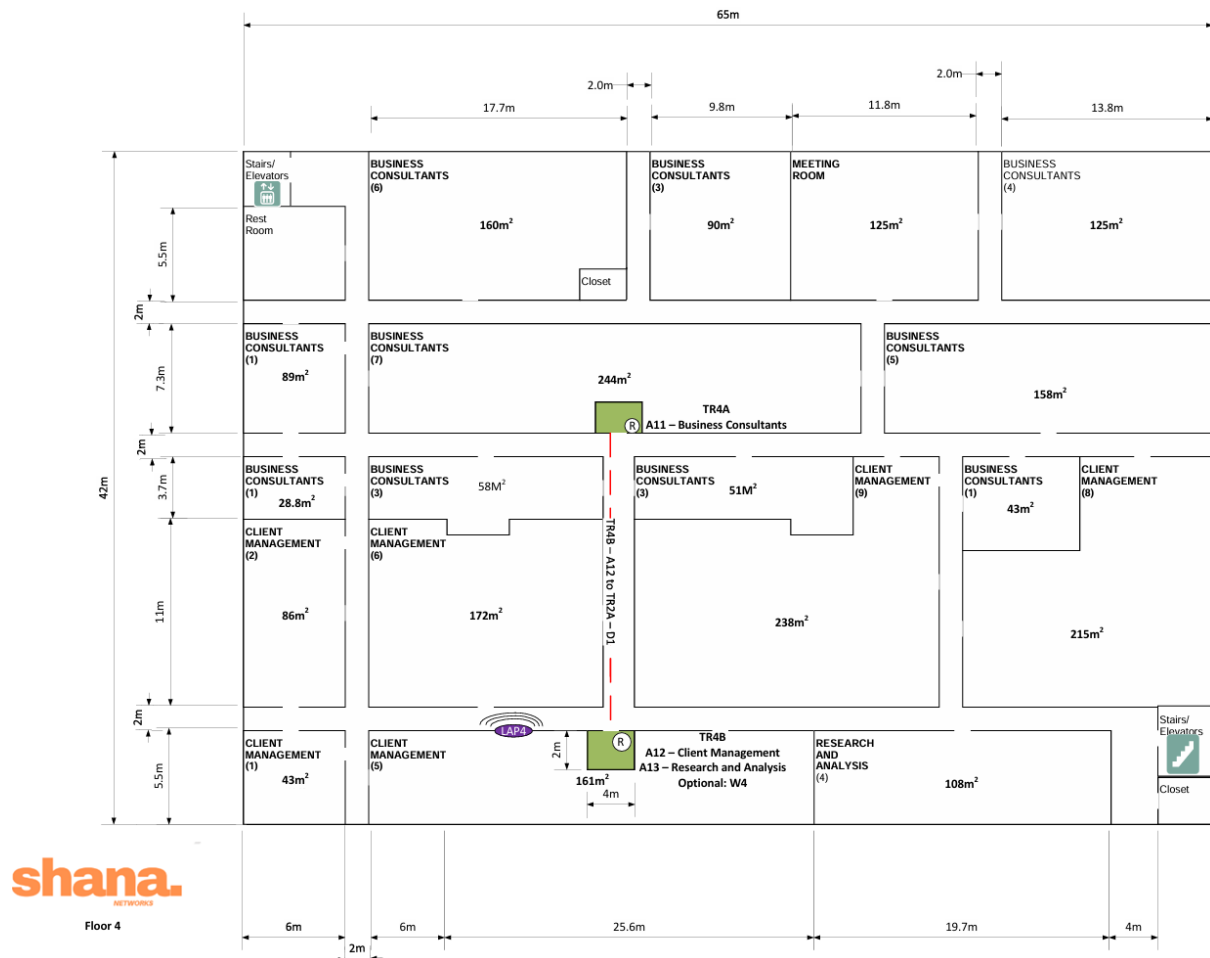 65m
2.0m
2.0m
17.7m
9.8m
11.8m
13.8m
Stairs/
Elevators
Rest
Room
BUSINESS
CONSULTANTS
(6)
160m²
Closet
BUSINESS
CONSULTANTS
(3)
90m²
MEETING
ROOM
125m²
BUSINESS
CONSULTANTS
(4)
125m²
5.5m
2m
7.3m
2m
3.7m
11m
2m
5.5m
42m
BUSINESS
CONSULTANTS
(1)
89m²
BUSINESS
CONSULTANTS
(7)
244m²
TR4A
R
A11 – Business Consultants
BUSINESS
CONSULTANTS
(5)
158m²
BUSINESS
CONSULTANTS
(1)
28.8m²
BUSINESS
CONSULTANTS
(3)
58M²
BUSINESS
CONSULTANTS
(3)
51M²
CLIENT
MANAGEMENT
(9)
BUSINESS
CONSULTANTS
(1)
43m²
CLIENT
MANAGEMENT
(8)
CLIENT
MANAGEMENT
(2)
86m²
CLIENT
MANAGEMENT
(6)
172m²
TR4B – A12 to TR2A – D1
238m²
215m²
LAP4
CLIENT
MANAGEMENT
(1)
43m²
CLIENT
MANAGEMENT
(5)
161m²
2m
R
4m
TR4B
A12 – Client Management
A13 – Research and Analysis
Optional: W4
RESEARCH
AND
ANALYSIS
(4)
108m²
Stairs/
Elevators
Closet
shana.
NETWORKS
Floor 4
6m
2m
6m
25.6m
19.7m
4m